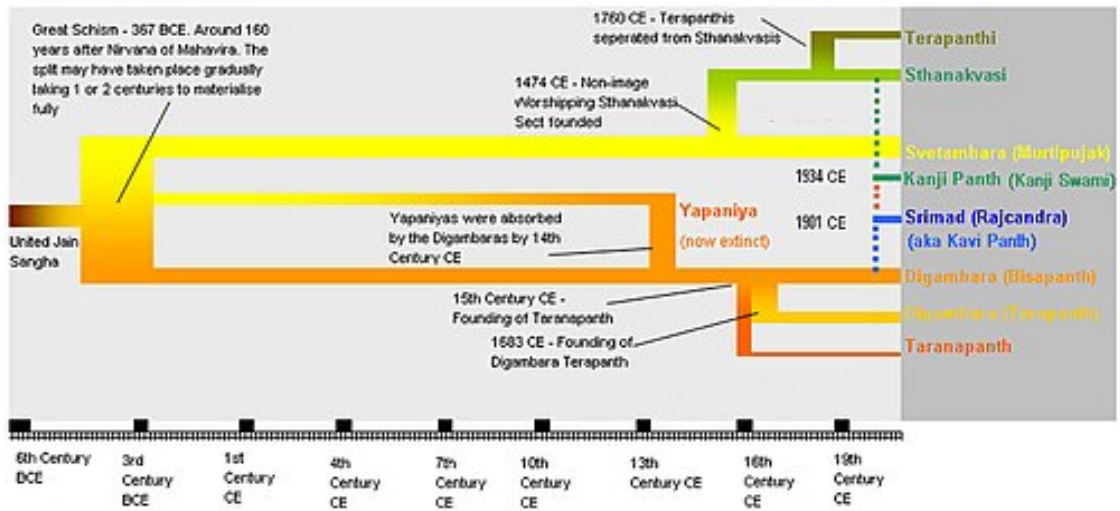 Great Schism - 367 BCE. Around 160
years after Nirvana of Mahavira. The
split may have taken place gradually
taking 1 or 2 centuries to materialise
fully
1760 CE - Terapanthis
seperated from Sthanakvasis
1474 CE - Non-image
Worshipping Sthanakvasi
Sect founded
Terapanthi
Sthanakvasi
Svetambara (Murtipujak)
1934 CE
Kanji Panth (Kanji Swami)
United Jain
Sangha
Yapaniyas were absorbed
by the Digambaras by 14th
Century CE
Yapaniya
(now extinct)
1901 CE
Srimad (Rajcandra)
(aka Kavi Panth)
Digambara (Bisapanth)
15th Century CE -
Founding of Taranapanth
Digambara (Terapanth)
1683 CE - Founding of
Digambara Terapanth
Taranapanth
6th Century
BCE
3rd
Century
BCE
1st
Century
CE
4th
Century
CE
7th
Century
CE
10th
Century
CE
13th
Century CE
16th
Century
CE
19th
Century
CE